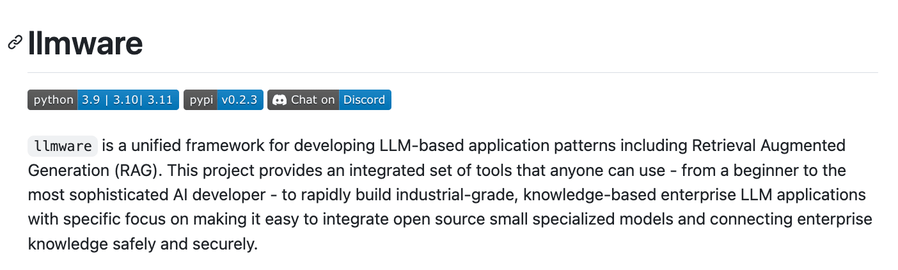 llmware
python 3.9 | 3.10| 3.11 pypi v0.2.3 Chat on Discord
llmware is a unified framework for developing LLM-based application patterns including Retrieval Augmented
Generation (RAG). This project provides an integrated set of tools that anyone can use - from a beginner to the
most sophisticated AI developer - to rapidly build industrial-grade, knowledge-based enterprise LLM applications
with specific focus on making it easy to integrate open source small specialized models and connecting enterprise
knowledge safely and securely.